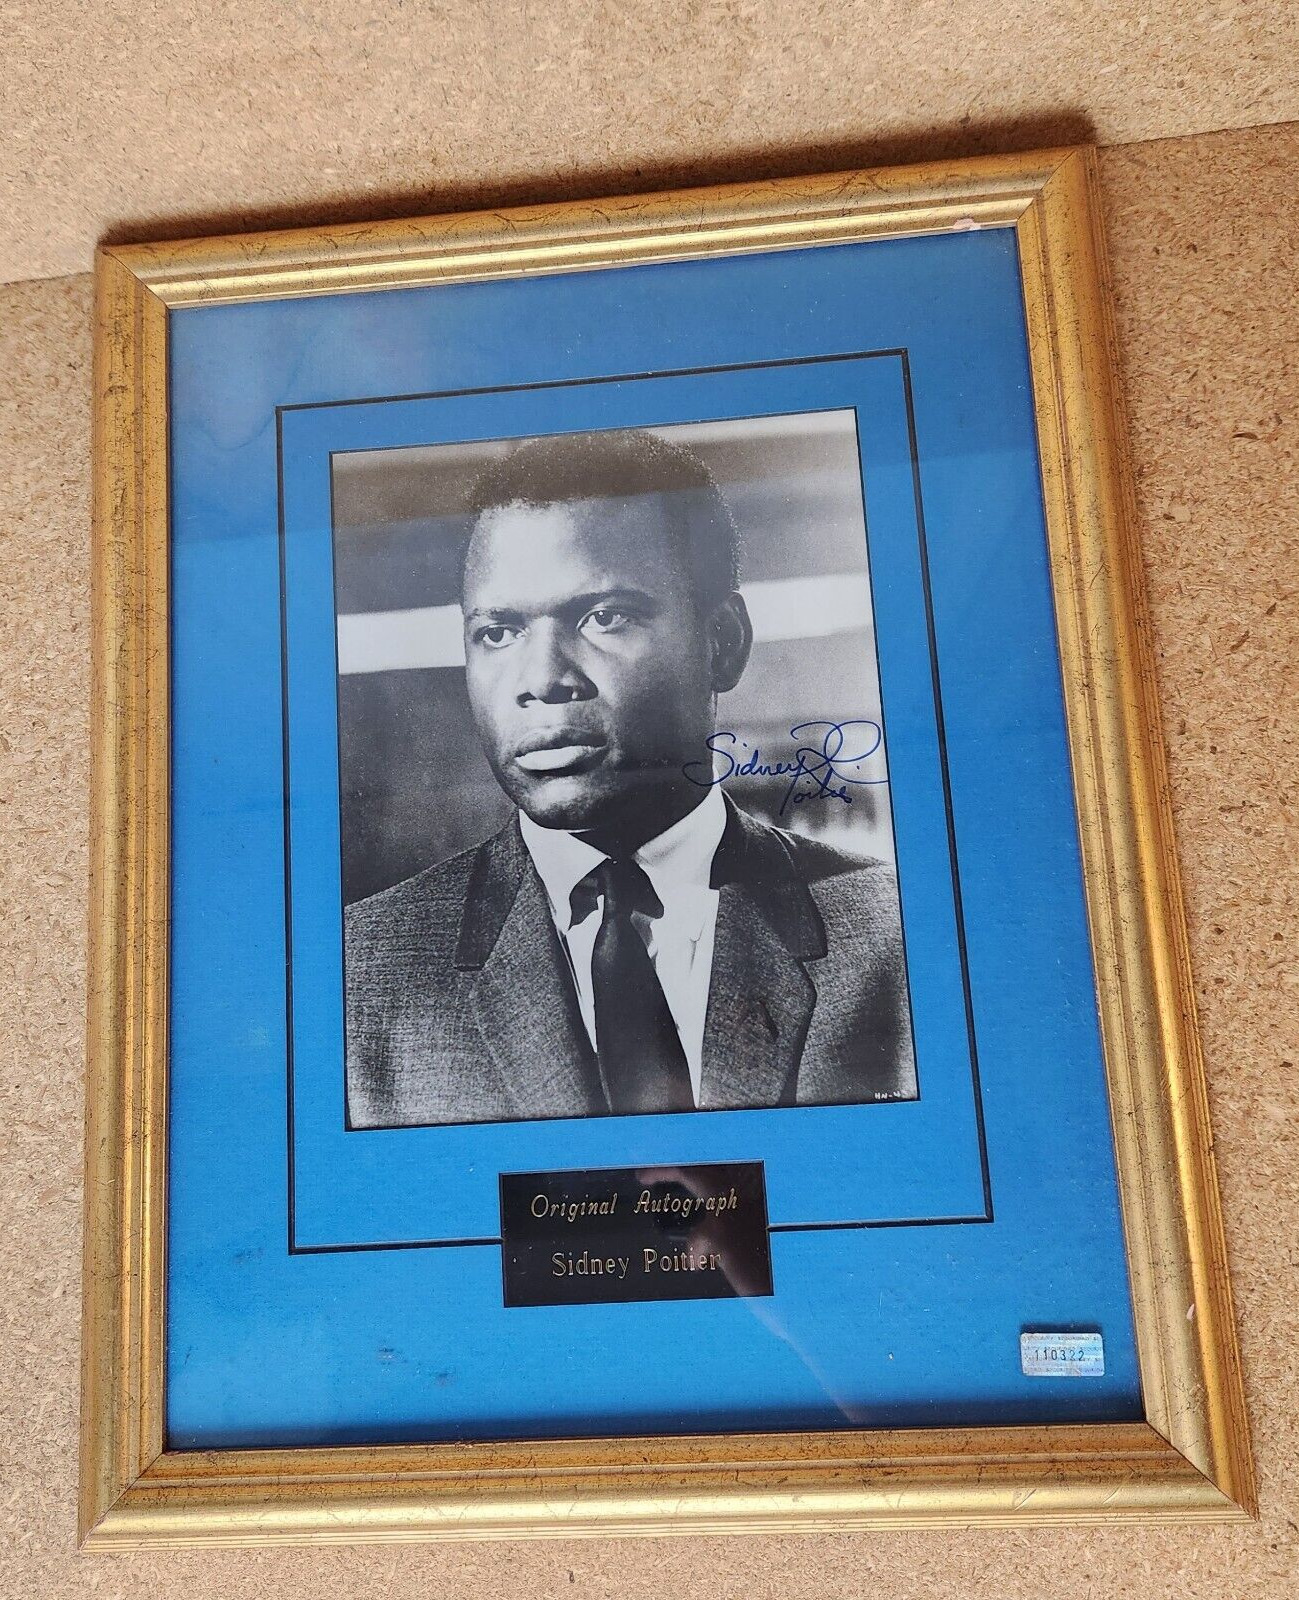 Sidney Poitier
Original Autograph
Sidney Poitier
110322